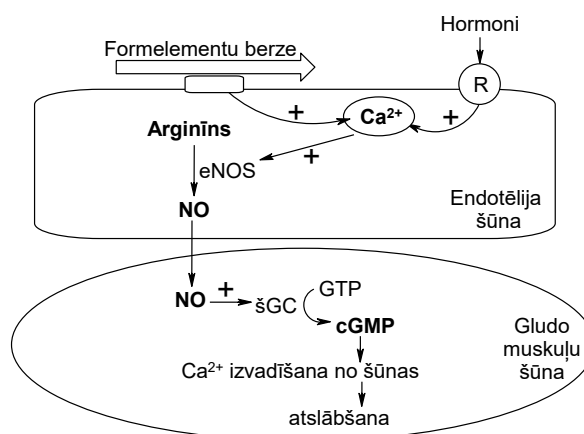 Hormoni
Formelementu berze
R
+
Ca²⁺
+
Arginīns
+
eNOS
NO
Endotēlija
šūna
NO
+
šGC
GTP
cGMP
Gludo
muskuļu
šūna
Ca²⁺ izvadīšana no šūnas
atslābšana